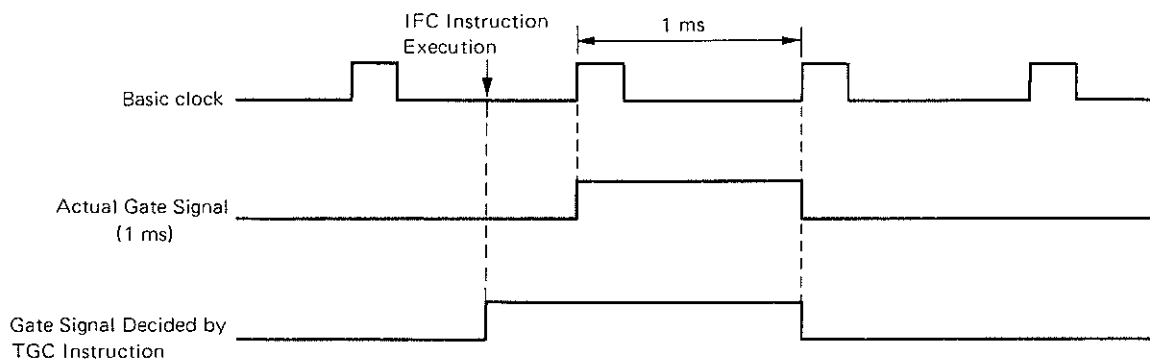 IFC Instruction
Execution
1 ms
Basic clock
Actual Gate Signal
(1 ms)
Gate Signal Decided by
TGC Instruction